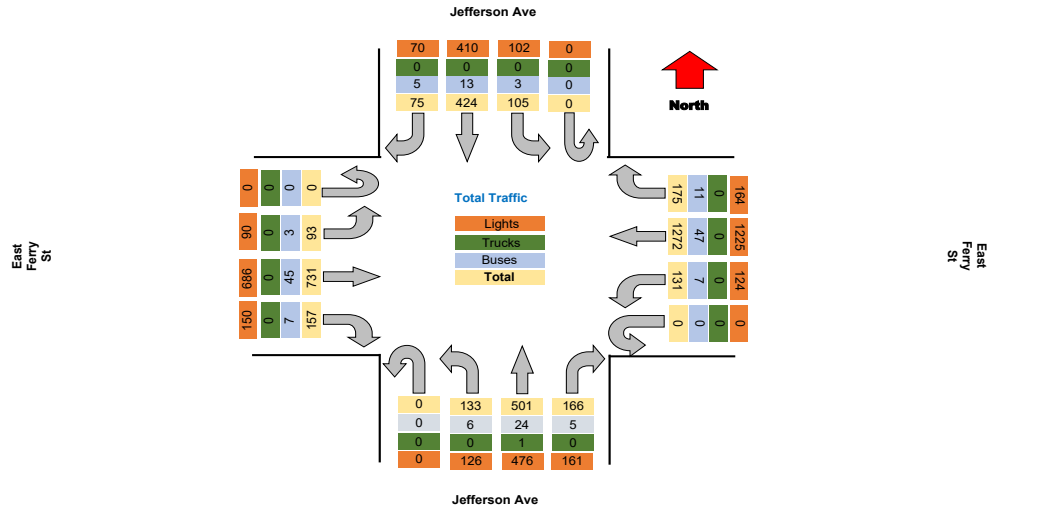 Jefferson Ave
70 410 102 0
0 0 0 0
5 13 3 0
75 424 105 0
North
0 0 0 0
90 0 3 93
686 0 45 731
150 0 7 157
East
Ferry
St
Total Traffic
Lights
Trucks
Buses
Total
175 11 0 164
1272 47 0 1225
131 7 0 124
0 0 0 0
East
Ferry
St
0 133 501 166
0 6 24 5
0 0 1 0
0 126 476 161
Jefferson Ave